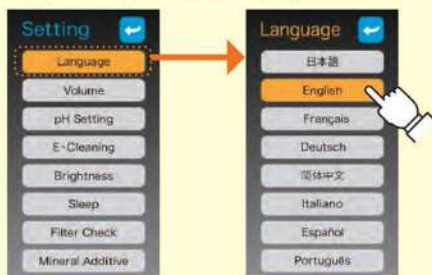 Setting
Language
Volume
pH Setting
E-Cleaning
Brightness
Sleep
Filter Check
Mineral Additive
Language
日本語
English
Français
Deutsch
简体中文
Italiano
Español
Português